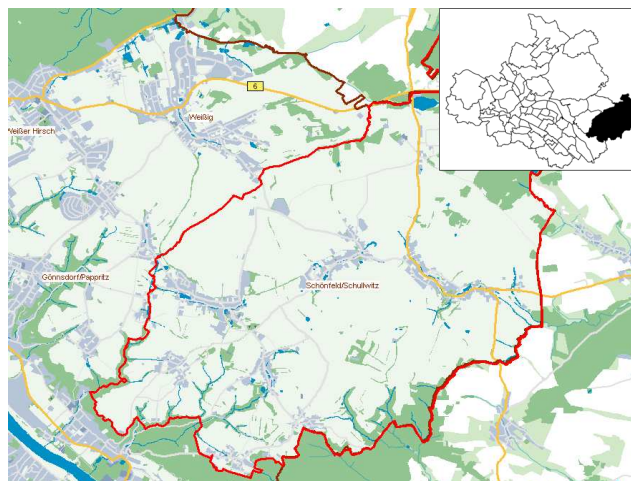 6
Weißig
Weißer Hirsch
Gönnsdorf/Pappritz
Schönfeld/Schullwitz